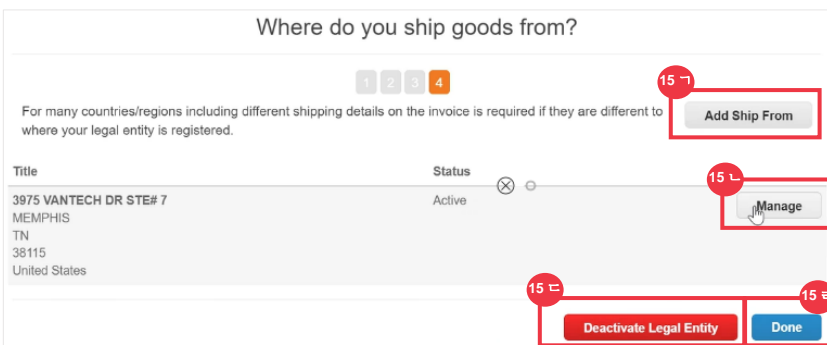 Where do you ship goods from?
1 2 3 4
15 ㄱ
For many countries/regions including different shipping details on the invoice is required if they are different to
where your legal entity is registered.
Add Ship From
Title Status
15 ㄴ
3975 VANTECH DR STE# 7 Active
Manage
MEMPHIS
TN
38115
United States
15 ㄷ
15 ㄹ
Deactivate Legal Entity
Done